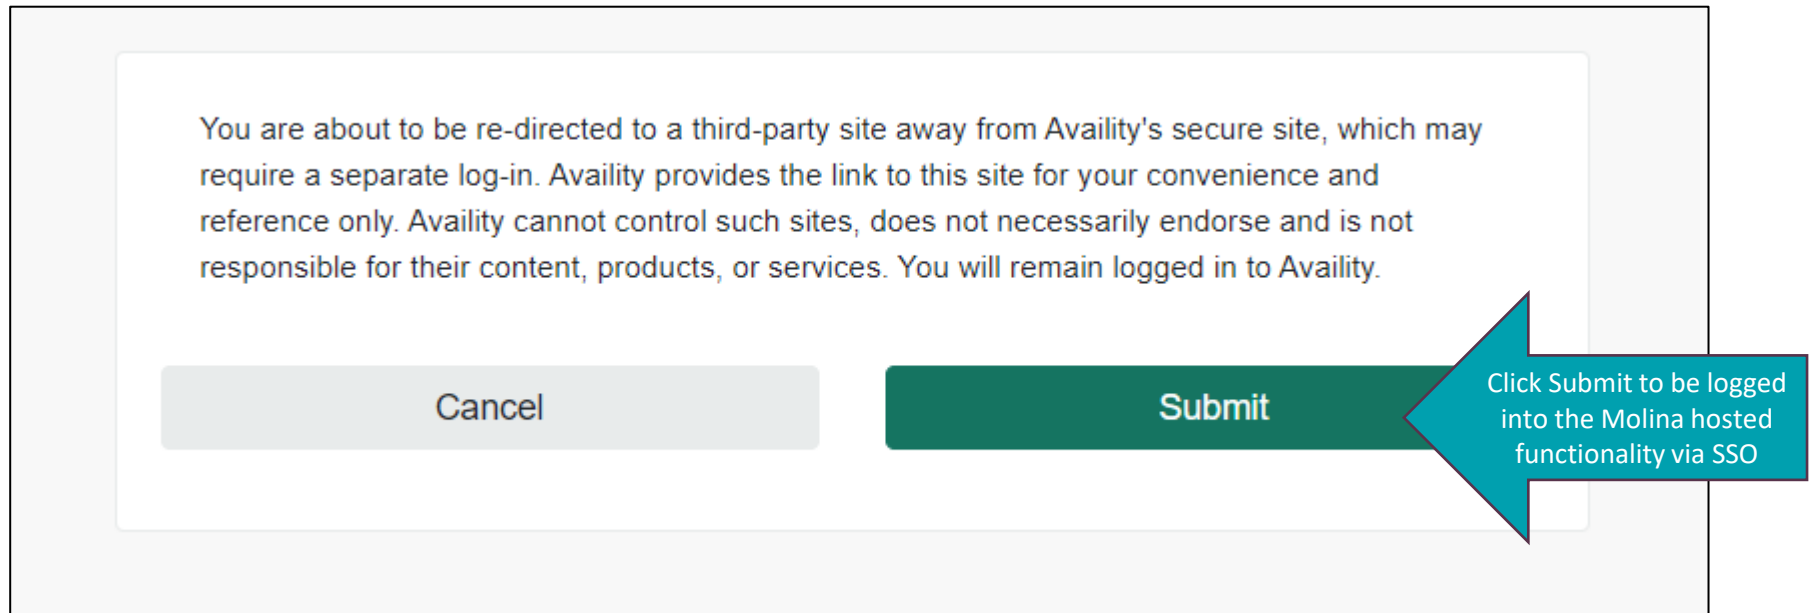 You are about to be re-directed to a third-party site away from Availity's secure site, which may
require a separate log-in. Availity provides the link to this site for your convenience and
reference only. Availity cannot control such sites, does not necessarily endorse and is not
responsible for their content, products, or services. You will remain logged in to Availity.
Cancel
Submit
Click Submit to be logged
into the Molina hosted
functionality via SSO